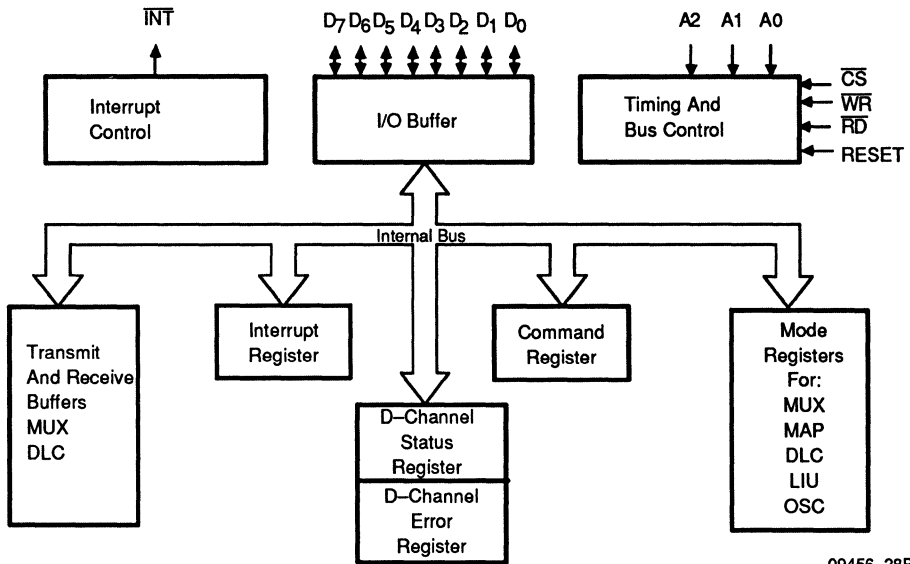 INT
D7 D6 D5 D4 D3 D2 D1 D0
A2 A1 A0
Interrupt
Control
I/O Buffer
Timing And
Bus Control
CS
WR
RD
RESET
Internal Bus
Transmit
And Receive
Buffers
MUX
DLC
Interrupt
Register
D–Channel
Status
Register
D–Channel
Error
Register
Command
Register
Mode
Registers
For:
MUX
MAP
DLC
LIU
OSC